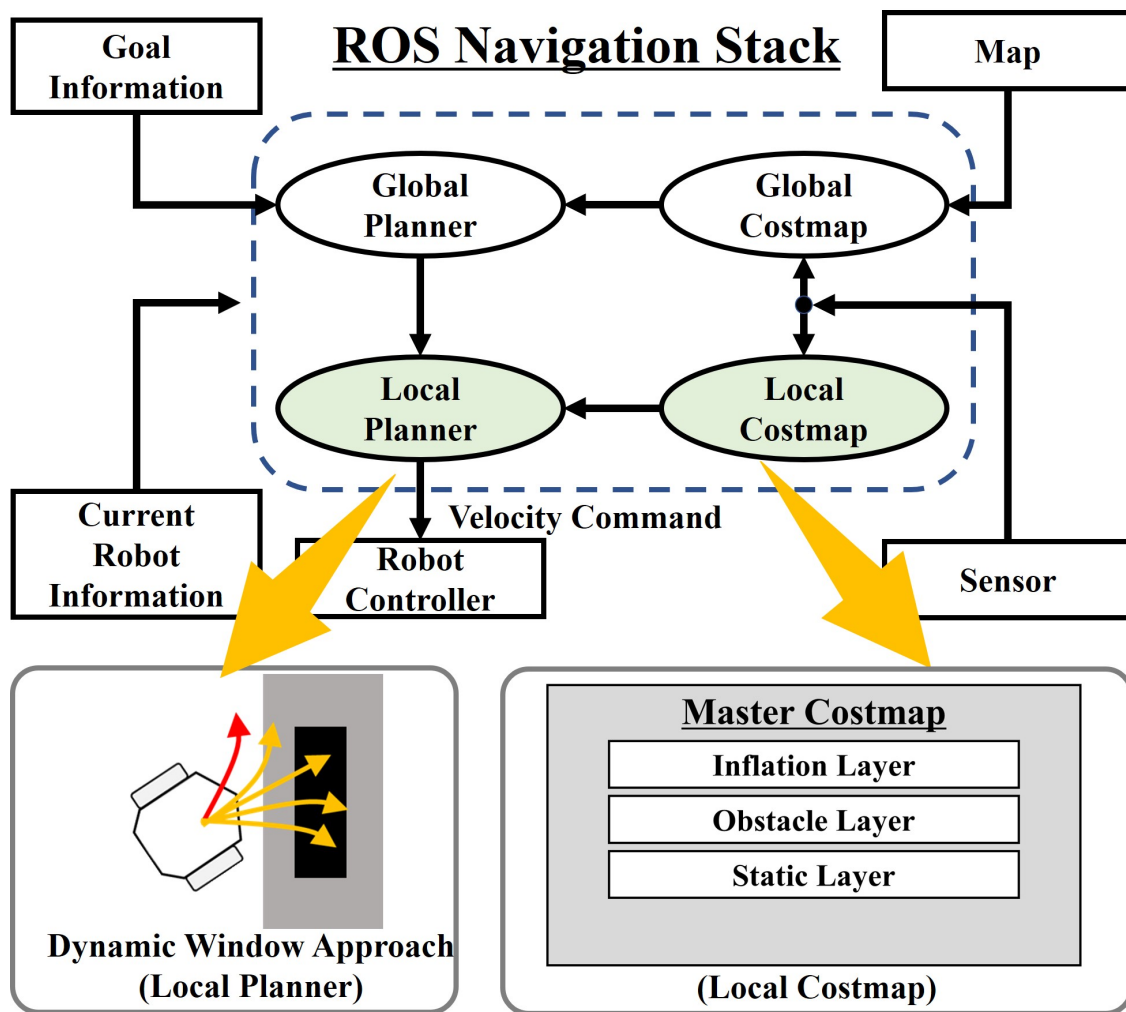 Goal
Information
ROS Navigation Stack
Map
Global
Planner
Global
Costmap
Local
Planner
Local
Costmap
Current
Robot
Information
Velocity Command
Robot
Controller
Sensor
Dynamic Window Approach
(Local Planner)
Master Costmap
Inflation Layer
Obstacle Layer
Static Layer
(Local Costmap)